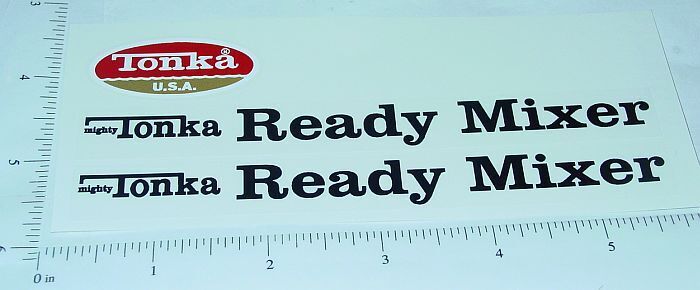 Tonka®
U.S.A.
mighty Tonka Ready Mixer
mighty Tonka Ready Mixer
3
4
5
6
0 in 1 2 3 4 5